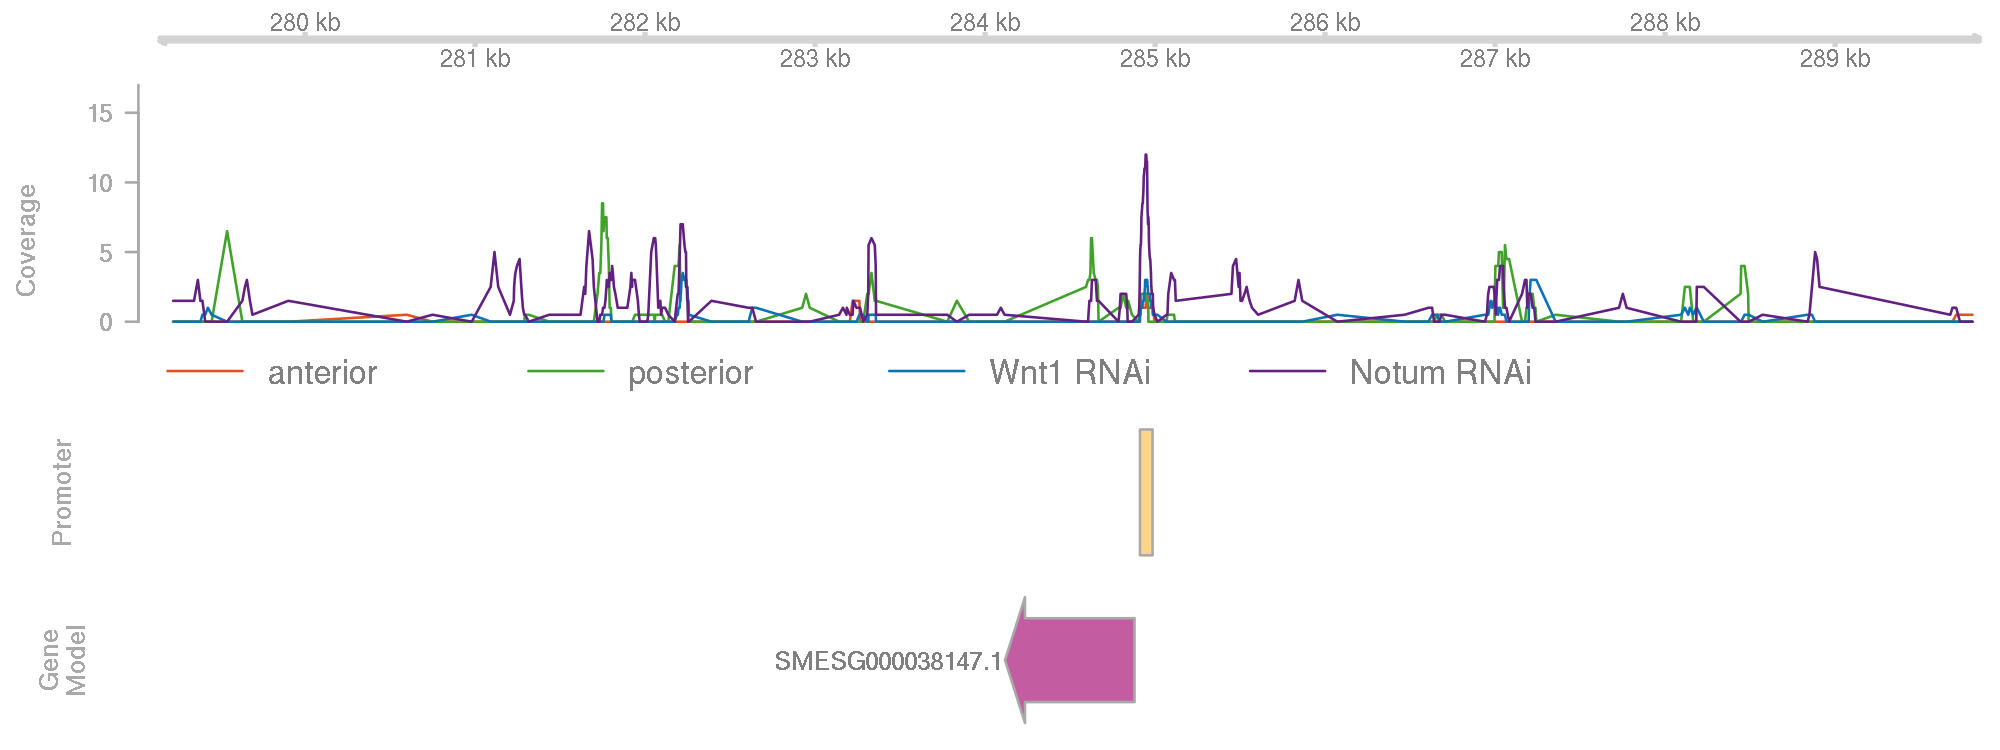 280 kb 282 kb 284 kb 286 kb 288 kb
281 kb 283 kb 285 kb 287 kb 289 kb
Coverage
15
10
5
0
anterior posterior Wnt1 RNAi Notum RNAi
Promoter
Gene
Model
SMESG000038147.1